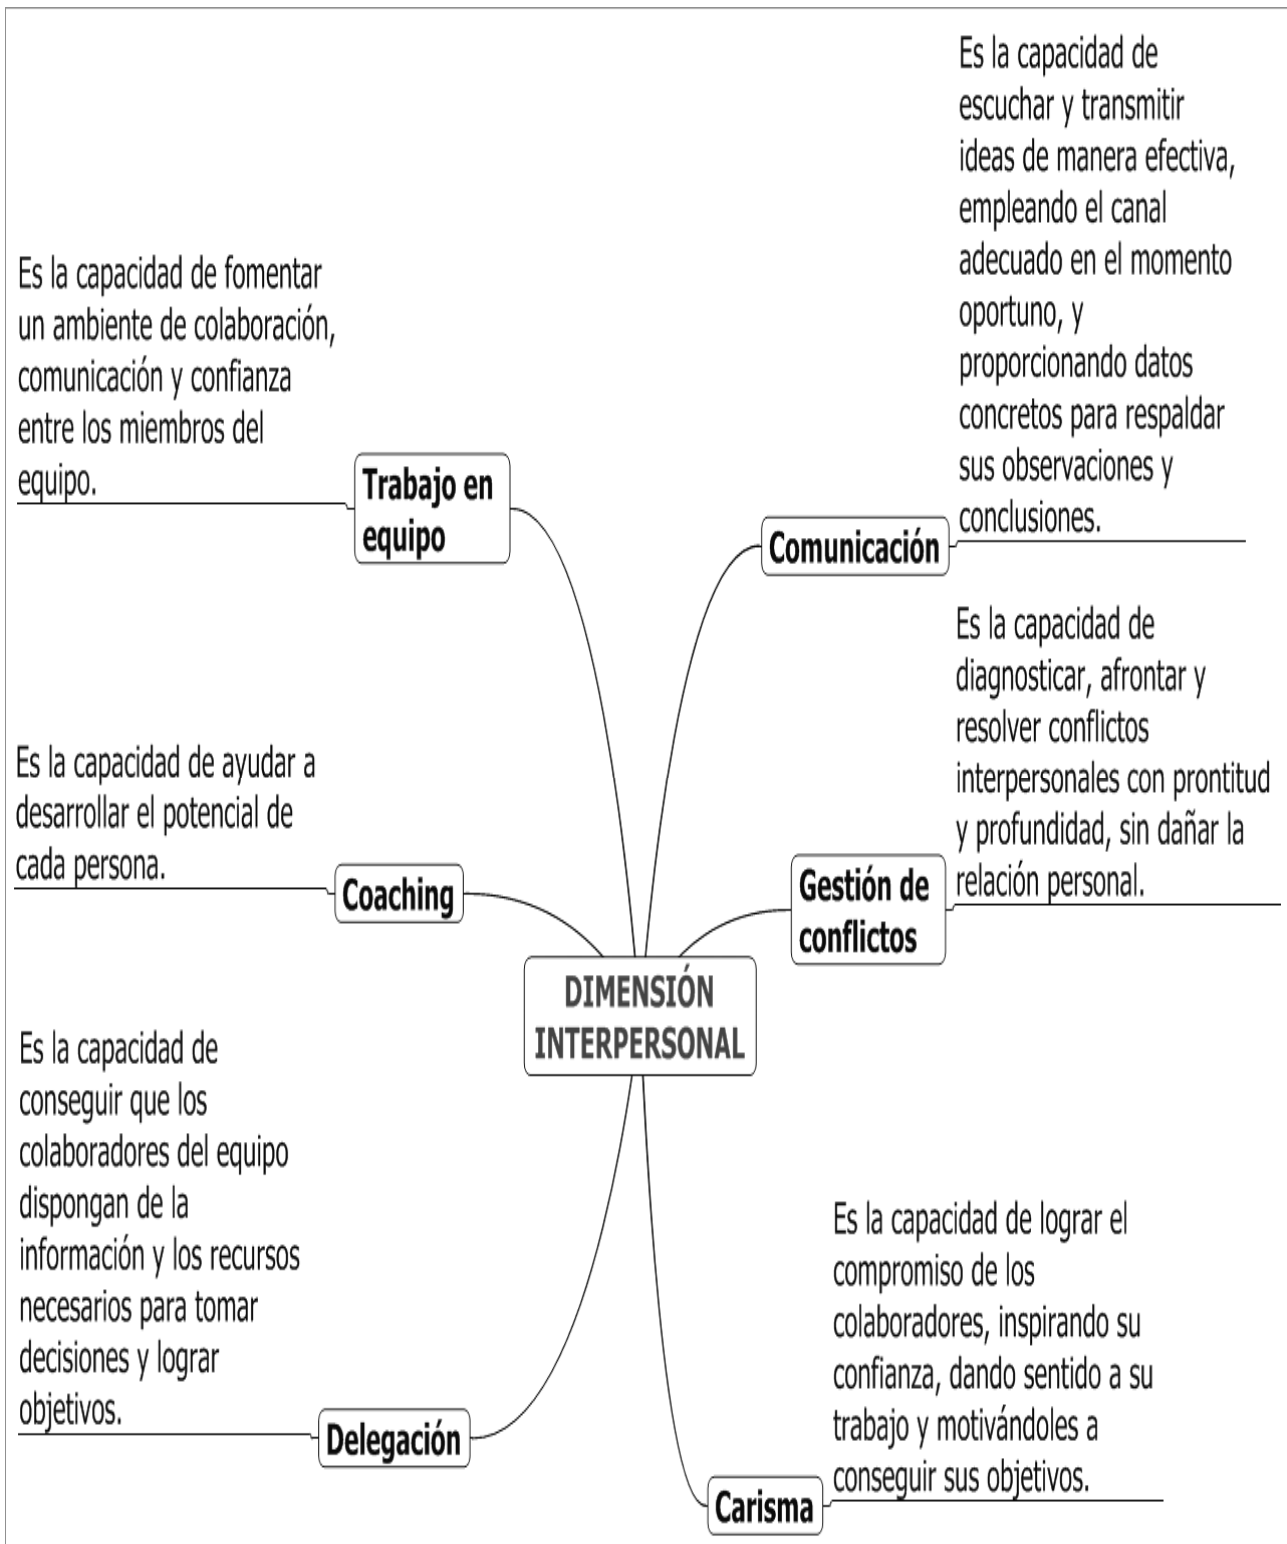 Es la capacidad de
escuchar y transmitir
ideas de manera efectiva,
empleando el canal
adecuado en el momento
oportuno, y
proporcionando datos
concretos para respaldar
sus observaciones y
conclusiones.
Comunicación
Es la capacidad de fomentar
un ambiente de colaboración,
comunicación y confianza
entre los miembros del
equipo.
Trabajo en
equipo
Es la capacidad de
diagnosticar, afrontar y
resolver conflictos
interpersonales con prontitud
y profundidad, sin dañar la
relación personal.
Gestión de
conflictos
Es la capacidad de ayudar a
desarrollar el potencial de
cada persona.
Coaching
DIMENSIÓN
INTERPERSONAL
Es la capacidad de
conseguir que los
colaboradores del equipo
dispongan de la
información y los recursos
necesarios para tomar
decisiones y lograr
objetivos.
Delegación
Es la capacidad de lograr el
compromiso de los
colaboradores, inspirando su
confianza, dando sentido a su
trabajo y motivándoles a
conseguir sus objetivos.
Carisma